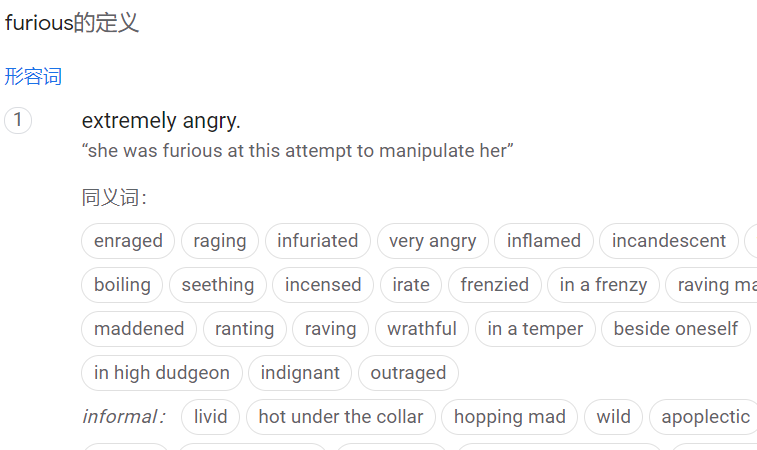 furious的定义
形容词
1 extremely angry.
“she was furious at this attempt to manipulate her”
同义词：
enraged raging infuriated very angry inflamed incandescent
boiling seething incensed irate frenzied in a frenzy raving ma
maddened ranting raving wrathful in a temper beside oneself
in high dudgeon indignant outraged
informal： livid hot under the collar hopping mad wild apoplectic